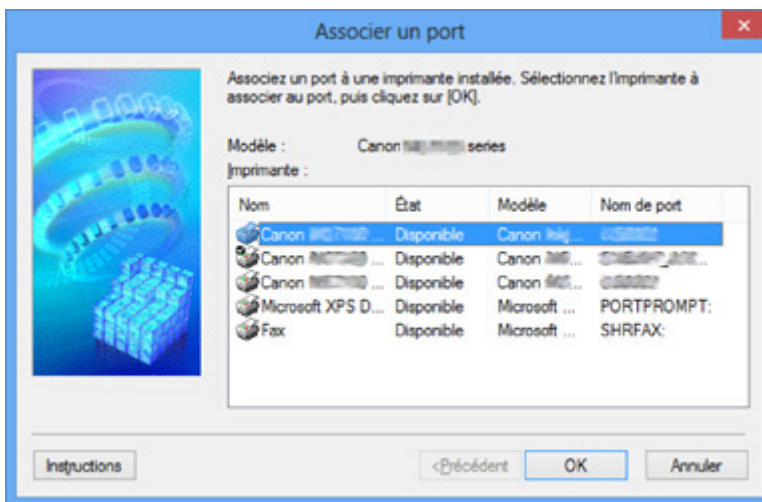 Associer un port
Associez un port à une imprimante installée. Sélectionnez l'imprimante à
associer au port, puis cliquez sur [OK].
Modèle : Canon series
Imprimante :
Nom État Modèle Nom de port
Canon ... Disponible Canon ...
Canon ... Disponible Canon ...
Canon ... Disponible Canon ...
Microsoft XPS D... Disponible Microsoft ... PORTPROMPT:
Fax Disponible Microsoft ... SHRFAX:
Instructions <Précédent OK Annuler